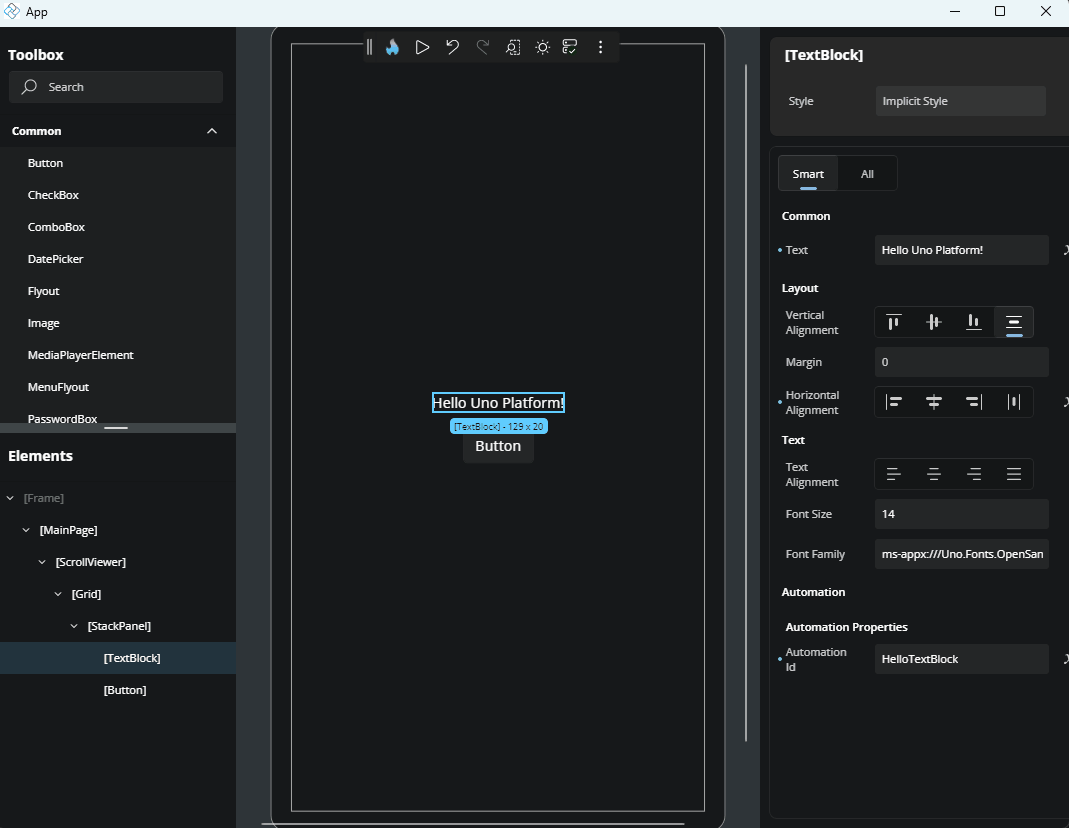 App
Toolbox
Search
Common
Button
CheckBox
ComboBox
DatePicker
Flyout
Image
MediaPlayerElement
MenuFlyout
PasswordBox
Elements
[Frame]
[MainPage]
[ScrollViewer]
[Grid]
[StackPanel]
[TextBlock]
[Button]
Hello Uno Platform!
[TextBlock] - 129 x 20
Button
[TextBlock]
Style
Implicit Style
Smart
All
Common
Text
Hello Uno Platform!
Layout
Vertical
Alignment
Margin
0
Horizontal
Alignment
Text
Text
Alignment
Font Size
14
Font Family
ms-appx:///Uno.Fonts.OpenSan
Automation
Automation Properties
Automation
Id
HelloTextBlock